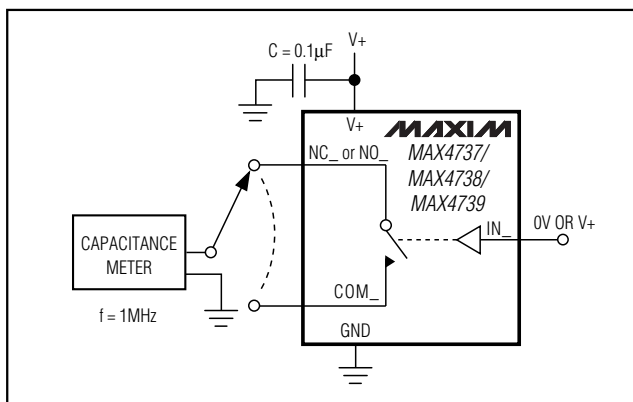 V+
C = 0.1µF
V+
MAXIM
NC_ or NO_
MAX4737/
MAX4738/
MAX4739
IN_
0V OR V+
CAPACITANCE
METER
COM_
f = 1MHz
GND